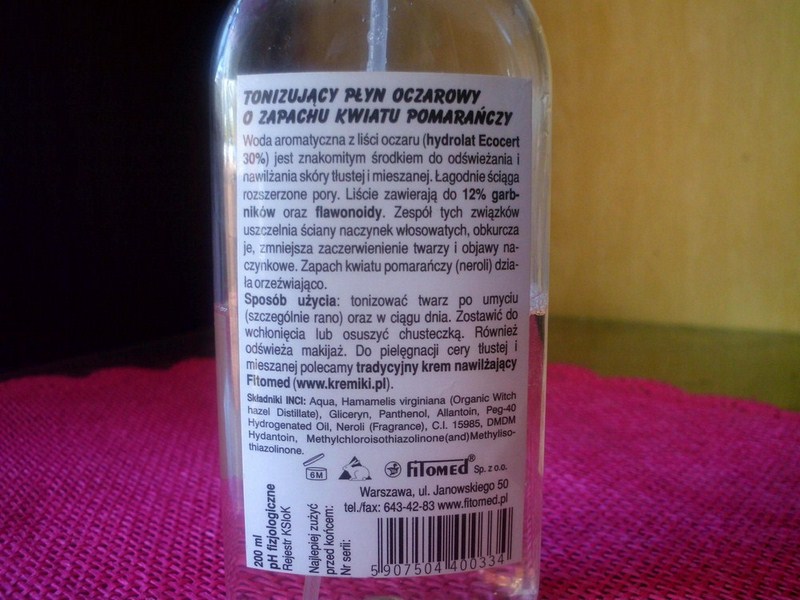 TONIZUJĄCY PŁYN OCZAROWY
O ZAPACHU KWIATU POMARAŃCZY
Woda aromatyczna z liści oczaru (hydrolat Ecocert
30%) jest znakomitym środkiem do odświeżania i
nawilżania skóry tłustej i mieszanej. Łagodnie ściąga
rozszerzone pory. Liście zawierają do 12% garb-
ników oraz flawonoidy. Zespół tych związków
uszczelnia ściany naczynek włosowatych, obkurcza
je, zmniejsza zaczerwienienie twarzy i objawy na-
czynkowe. Zapach kwiatu pomarańczy (neroli) dzia-
ła orzeźwiająco.
Sposób użycia: tonizować twarz po umyciu
(szczególnie rano) oraz w ciągu dnia. Zostawić do
wchłonięcia lub osuszyć chusteczką. Również
odświeża makijaż. Do pielęgnacji cery tłustej i
mieszanej polecamy tradycyjny krem nawilżający
Fitomed (www.kremiki.pl).
Składniki INCI: Aqua, Hamamelis virginiana (Organic Witch
hazel Distillate), Gliceryn, Panthenol, Allantoin, Peg-40
Hydrogenated Oil, Neroli (Fragrance), C.I. 15985, DMDM
Hydantoin, Methylchloroisothiazolinone(and)Methyliso-
thiazolinone.
6M
FITOMED® Sp. z o.o.
Warszawa, ul. Janowskiego 50
tel./fax: 643-42-83 www.fitomed.pl
200 ml
pH fizjologiczne
Rejestr KSIoK
Najlepiej zużyć
przed końcem:
Nr serii:
5 907504 400334